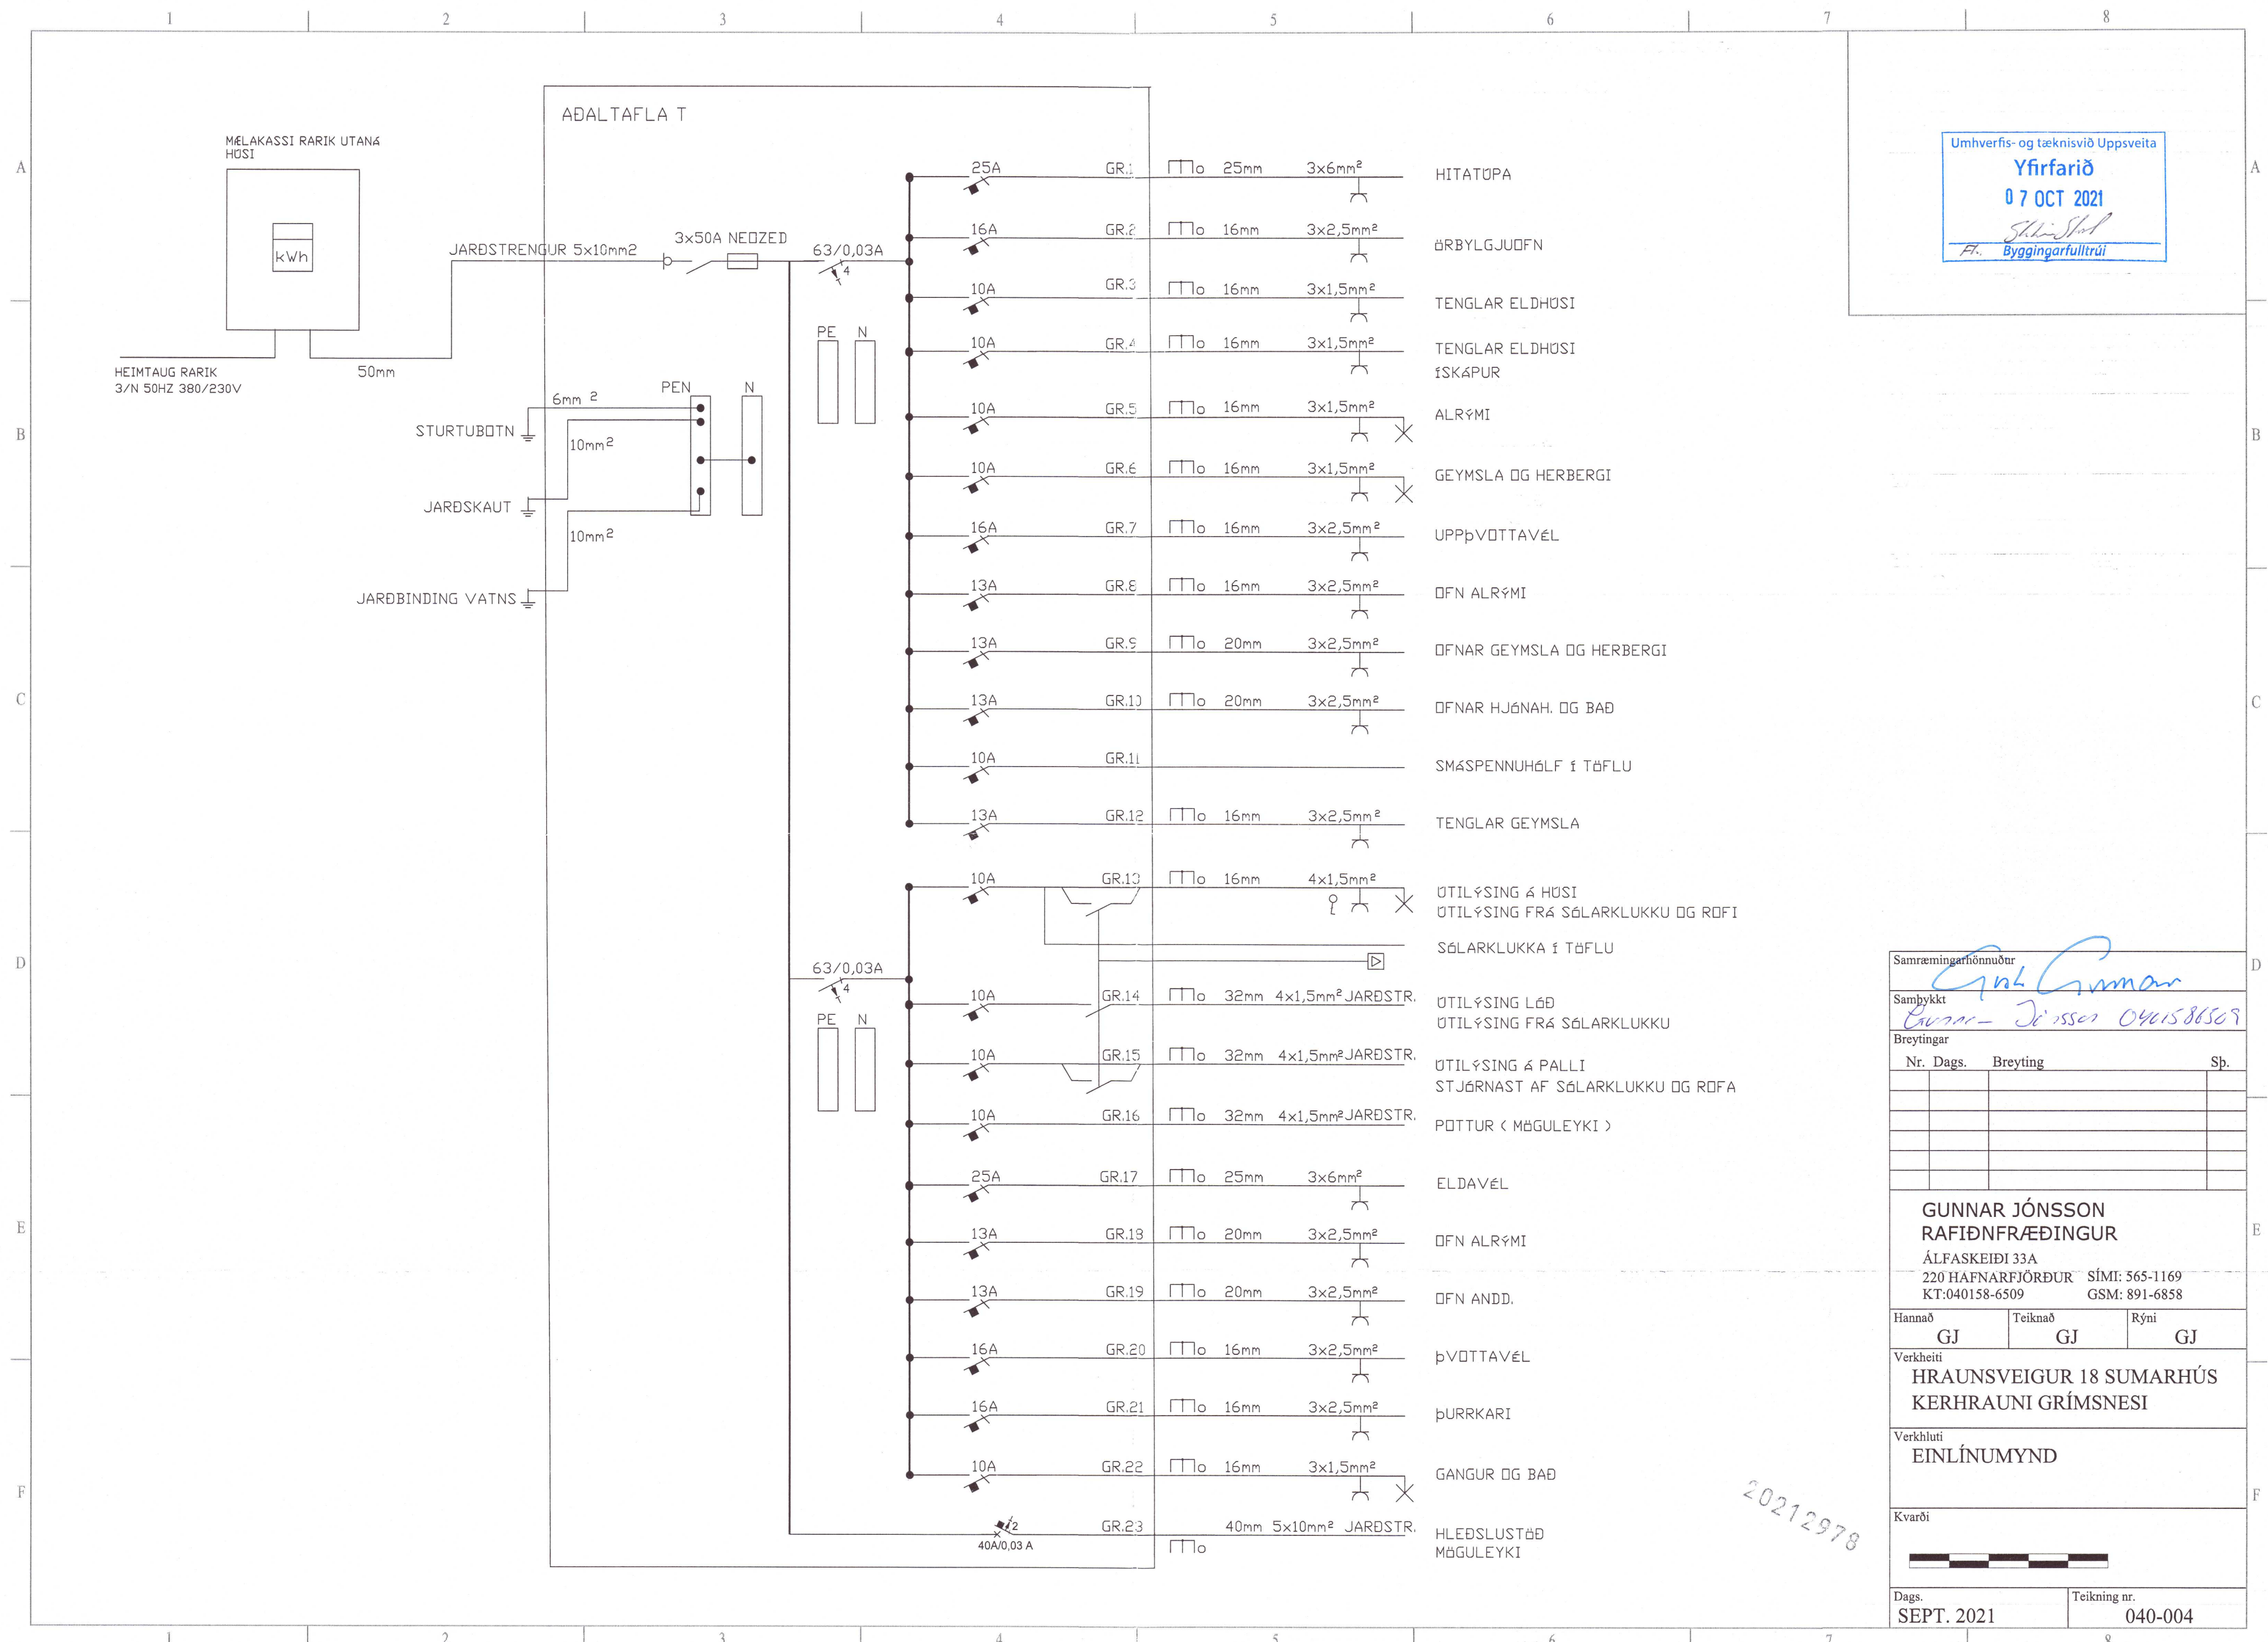 1 2 3 4 5 6 7 8
A
B
C
D
E
F
AÐALTAFLA T
MÆLAKASSI RARIK UTANÁ
HÚSI
kWh
HEIMTAUG RARIK
3/N 50HZ 380/230V
50mm
JARÐSTRENGUR 5x10mm2
3x50A NEOZED
63/0,03A
4
PE N
PEN N
6mm ²
STURTUBOTN
10mm²
JARÐSKAUT
10mm²
JARÐBINDING VATNS
25A GR.1 25mm 3x6mm² HITATÚPA
16A GR.2 16mm 3x2,5mm² ÖRBYLGJUOFN
10A GR.3 16mm 3x1,5mm² TENGLAR ELDHÚSI
10A GR.4 16mm 3x1,5mm² TENGLAR ELDHÚSI
ÍSKÁPUR
10A GR.5 16mm 3x1,5mm² ALRÝMI
10A GR.6 16mm 3x1,5mm² GEYMSLA OG HERBERGI
16A GR.7 16mm 3x2,5mm² UPPÞVOTTAVÉL
13A GR.8 16mm 3x2,5mm² OFN ALRÝMI
13A GR.9 20mm 3x2,5mm² OFNAR GEYMSLA OG HERBERGI
13A GR.10 20mm 3x2,5mm² OFNAR HJÓNAH. OG BAÐ
10A GR.11 SMÁSPENNUHÓLF Í TÖFLU
13A GR.12 16mm 3x2,5mm² TENGLAR GEYMSLA
10A GR.13 16mm 4x1,5mm² ÚTILÝSING Á HÚSI
ÚTILÝSING FRÁ SÓLARKLUKKU OG ROFI
SÓLARKLUKKA Í TÖFLU
63/0,03A
4
PE N
10A GR.14 32mm 4x1,5mm² JARÐSTR. ÚTILÝSING LÓÐ
ÚTILÝSING FRÁ SÓLARKLUKKU
10A GR.15 32mm 4x1,5mm² JARÐSTR. ÚTILÝSING Á PALLI
STJÓRNAST AF SÓLARKLUKKU OG ROFA
10A GR.16 32mm 4x1,5mm² JARÐSTR. POTTUR ( MÖGULEYKI )
25A GR.17 25mm 3x6mm² ELDAVÉL
13A GR.18 20mm 3x2,5mm² OFN ALRÝMI
13A GR.19 20mm 3x2,5mm² OFN ANDD.
16A GR.20 16mm 3x2,5mm² ÞVOTTAVÉL
16A GR.21 16mm 3x2,5mm² ÞURRKARI
10A GR.22 16mm 3x1,5mm² GANGUR OG BAÐ
2
40A/0,03 A
GR.23 40mm 5x10mm² JARÐSTR. HLEÐSLUSTÖÐ
MÖGULEYKI
Umhverfis- og tæknisvið Uppsveita
Yfirfarið
07 OCT 2021
Byggingarfulltrúi
20212978
Samræmingarhönnuður
Samþykkt
Gunnar Jónsson 0401586509
Breytingar
Nr. Dags. Breyting Sþ.
GUNNAR JÓNSSON
RAFIÐNFRÆÐINGUR
ÁLFASKEIÐI 33A
220 HAFNARFJÖRÐUR SÍMI: 565-1169
KT:040158-6509 GSM: 891-6858
Hannað Teiknað Rýni
GJ GJ GJ
Verkheiti
HRAUNSVEIGUR 18 SUMARHÚS
KERHRAUNI GRÍMSNESI
Verkhluti
EINLÍNUMYND
Kvarði
Dags. Teikning nr.
SEPT. 2021 040-004
A
B
C
D
E
F
1 2 3 4 5 6 7 8